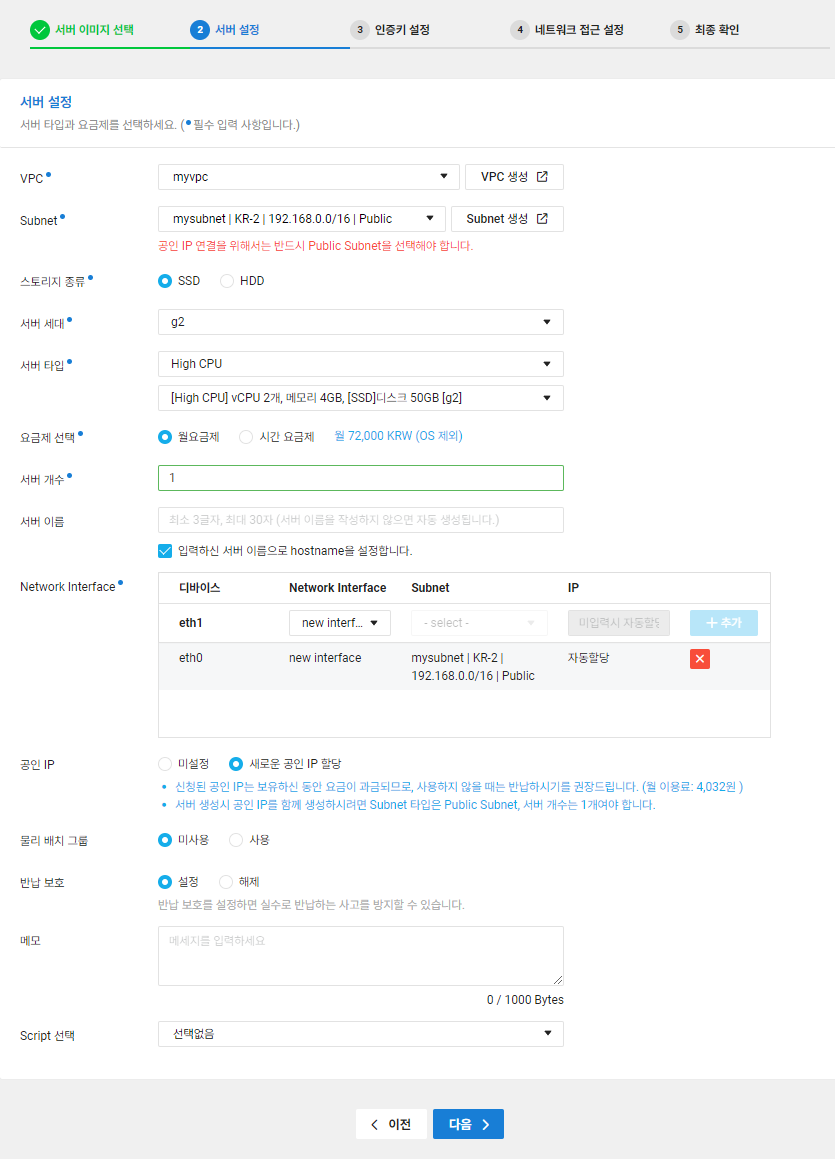 서버 이미지 선택
2 서버 설정
3 인증키 설정
4 네트워크 접근 설정
5 최종 확인
서버 설정
서버 타입과 요금제를 선택하세요. (•필수 입력 사항입니다.)
VPC•
myvpc
VPC 생성
Subnet•
mysubnet | KR-2 | 192.168.0.0/16 | Public
Subnet 생성
공인 IP 연결을 위해서는 반드시 Public Subnet을 선택해야 합니다.
스토리지 종류•
SSD
HDD
서버 세대•
g2
서버 타입•
High CPU
[High CPU] vCPU 2개, 메모리 4GB, [SSD]디스크 50GB [g2]
요금제 선택•
월요금제
시간 요금제
월 72,000 KRW (OS 제외)
서버 개수•
1
서버 이름
최소 3글자, 최대 30자 (서버 이름을 작성하지 않으면 자동 생성됩니다.)
입력하신 서버 이름으로 hostname을 설정합니다.
Network Interface•
디바이스 Network Interface Subnet IP
eth1 new interf... - select - 미입력시 자동할당 + 추가
eth0 new interface mysubnet | KR-2 | 자동할당
192.168.0.0/16 | Public
공인 IP
미설정
새로운 공인 IP 할당
• 신청된 공인 IP는 보유하신 동안 요금이 과금되므로, 사용하지 않을 때는 반납하시기를 권장드립니다. (월 이용료: 4,032원 )
• 서버 생성시 공인 IP를 함께 생성하시려면 Subnet 타입은 Public Subnet, 서버 개수는 1개여야 합니다.
물리 배치 그룹
미사용
사용
반납 보호
설정
해제
반납 보호를 설정하면 실수로 반납하는 사고를 방지할 수 있습니다.
메모
메세지를 입력하세요
0 / 1000 Bytes
Script 선택
선택없음
이전
다음